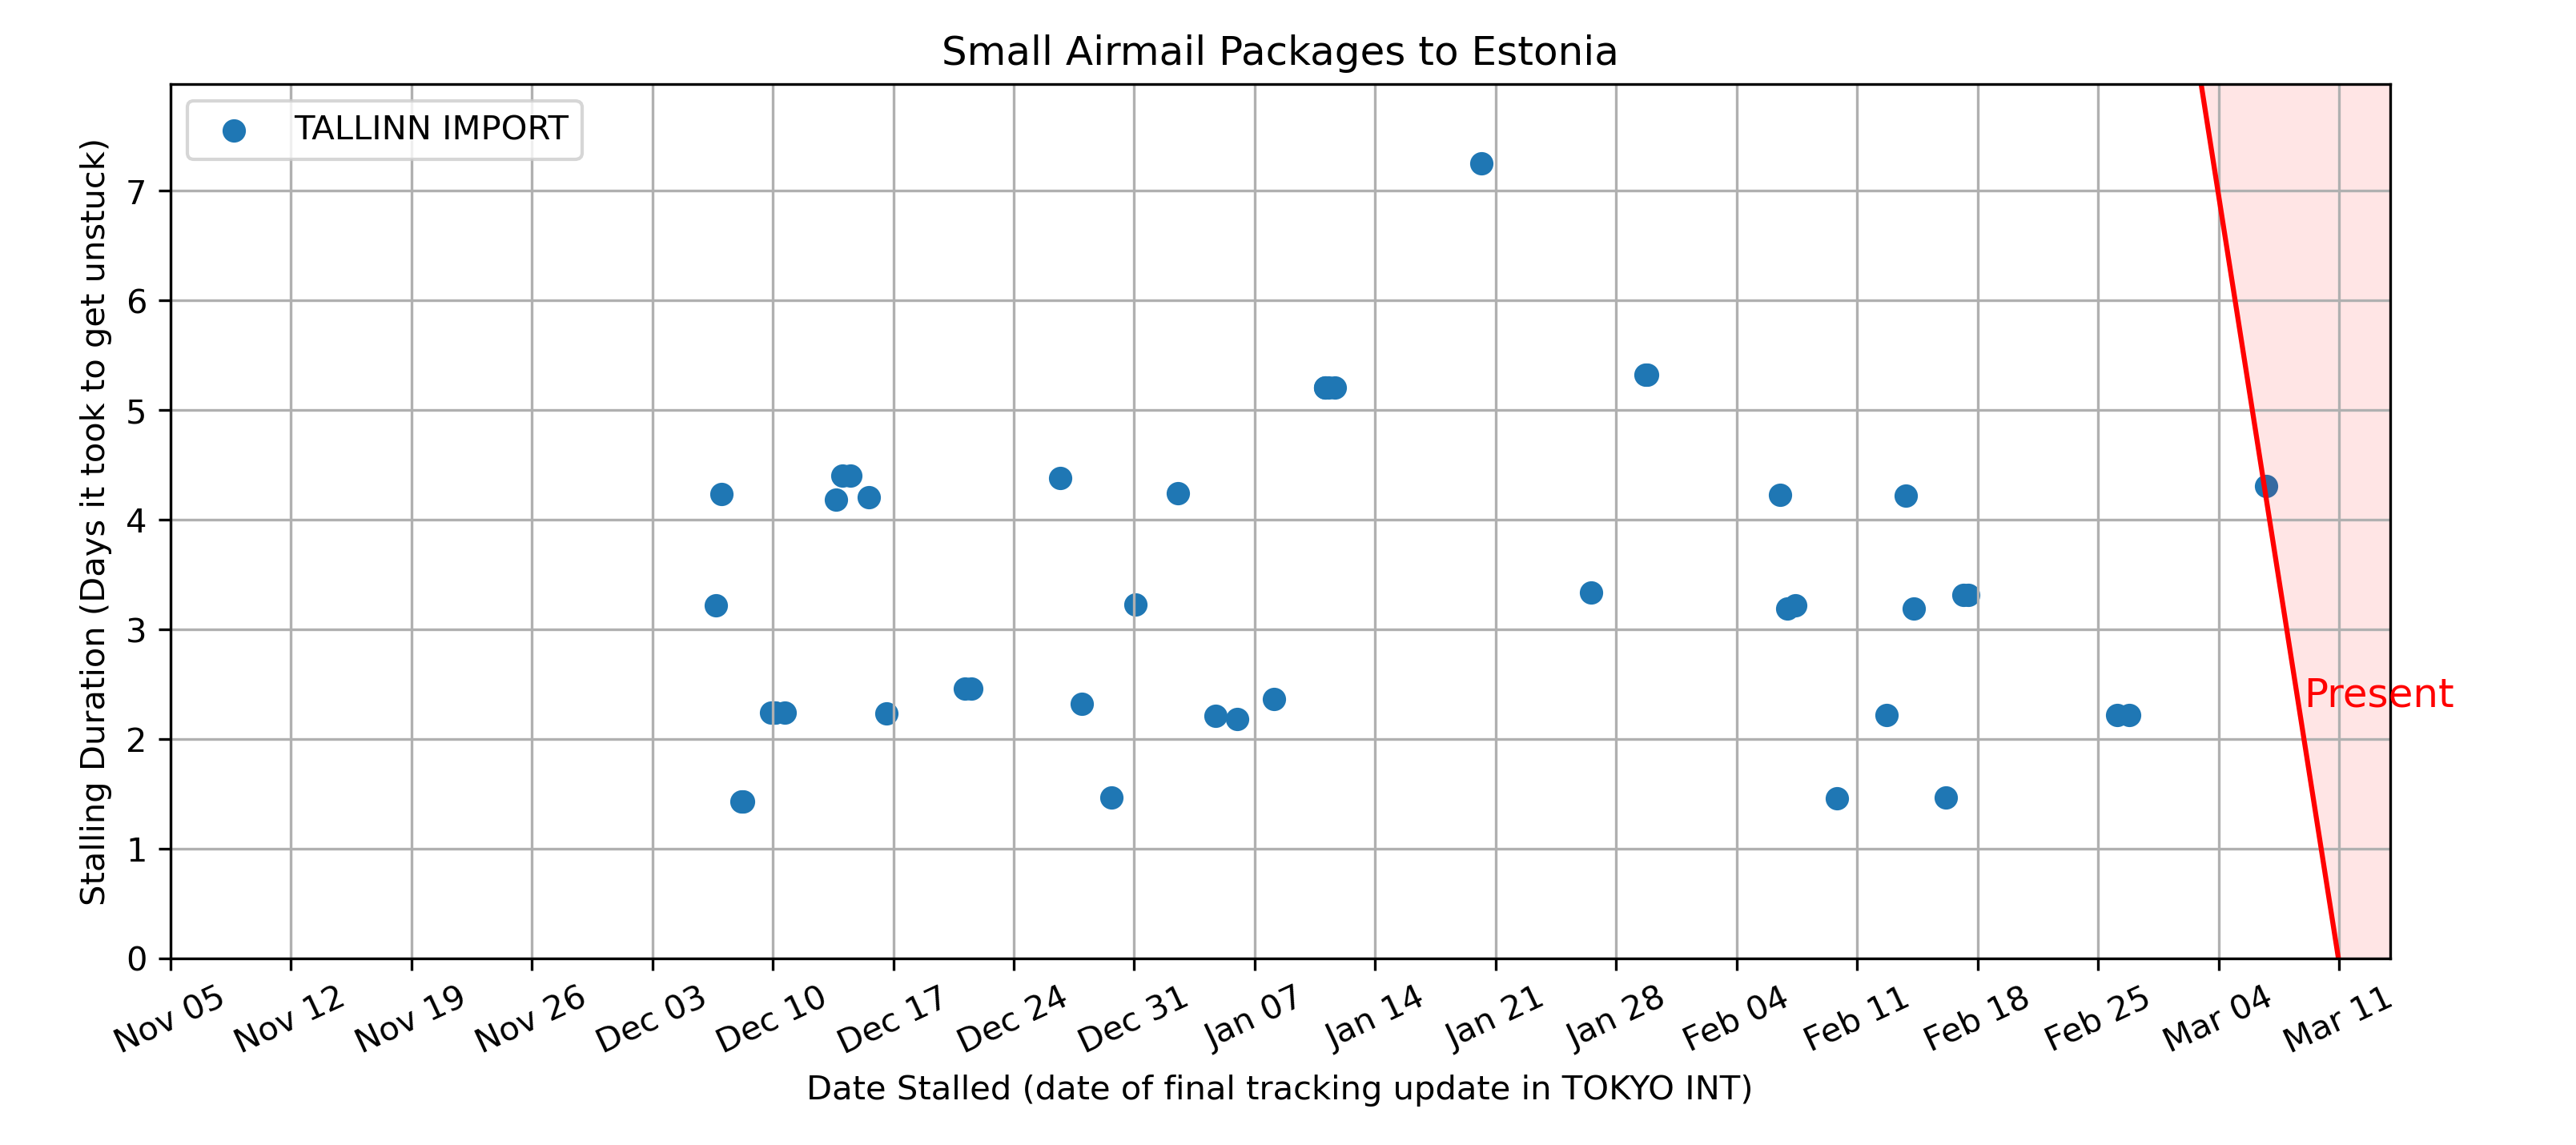 Small Airmail Packages to Estonia
TALLINN IMPORT
Stalling Duration (Days it took to get unstuck)
7
6
5
4
3
2
1
0
Present
Nov 05
Nov 12
Nov 19
Nov 26
Dec 03
Dec 10
Dec 17
Dec 24
Dec 31
Jan 07
Jan 14
Jan 21
Jan 28
Feb 04
Feb 11
Feb 18
Feb 25
Mar 04
Mar 11
Date Stalled (date of final tracking update in TOKYO INT)